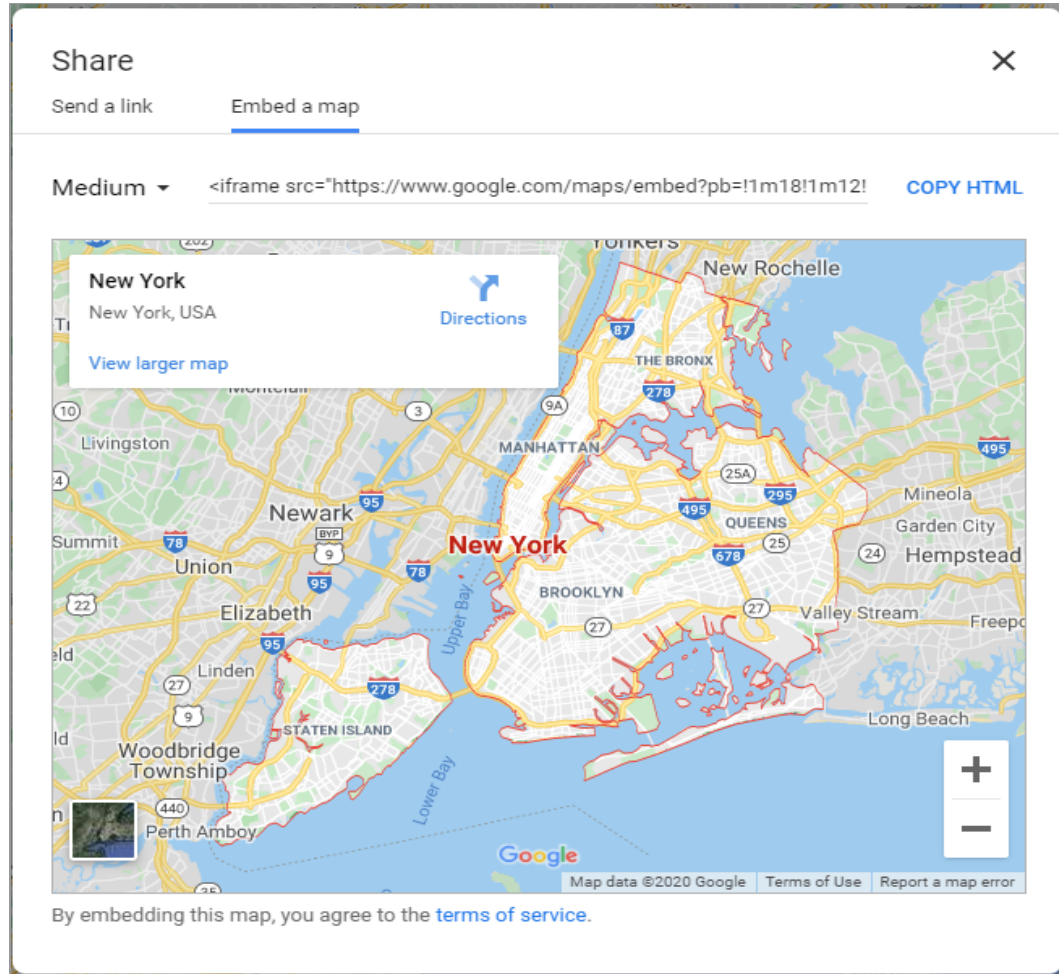 Share
Send a link Embed a map
Medium <iframe src="https://www.google.com/maps/embed?pb=!1m18!1m12! COPY HTML
New York
New York, USA
Directions
View larger map
202
Yonkers
New Rochelle
87
THE BRONX
278
10
3
9A
Livingston
MANHATTAN
495
25A
95
295
Newark
495
Mineola
BYP
9
QUEENS
Garden City
Summit
78
New York
25
24
Hempstead
Union
78
678
95
BROOKLYN
22
Elizabeth
Upper Bay
27
27
Valley Stream
95
Linden
27
278
9
STATEN ISLAND
Long Beach
Woodbridge
Township
Lower Bay
440
Perth Amboy
35
Google
Map data ©2020 Google Terms of Use Report a map error
By embedding this map, you agree to the terms of service.